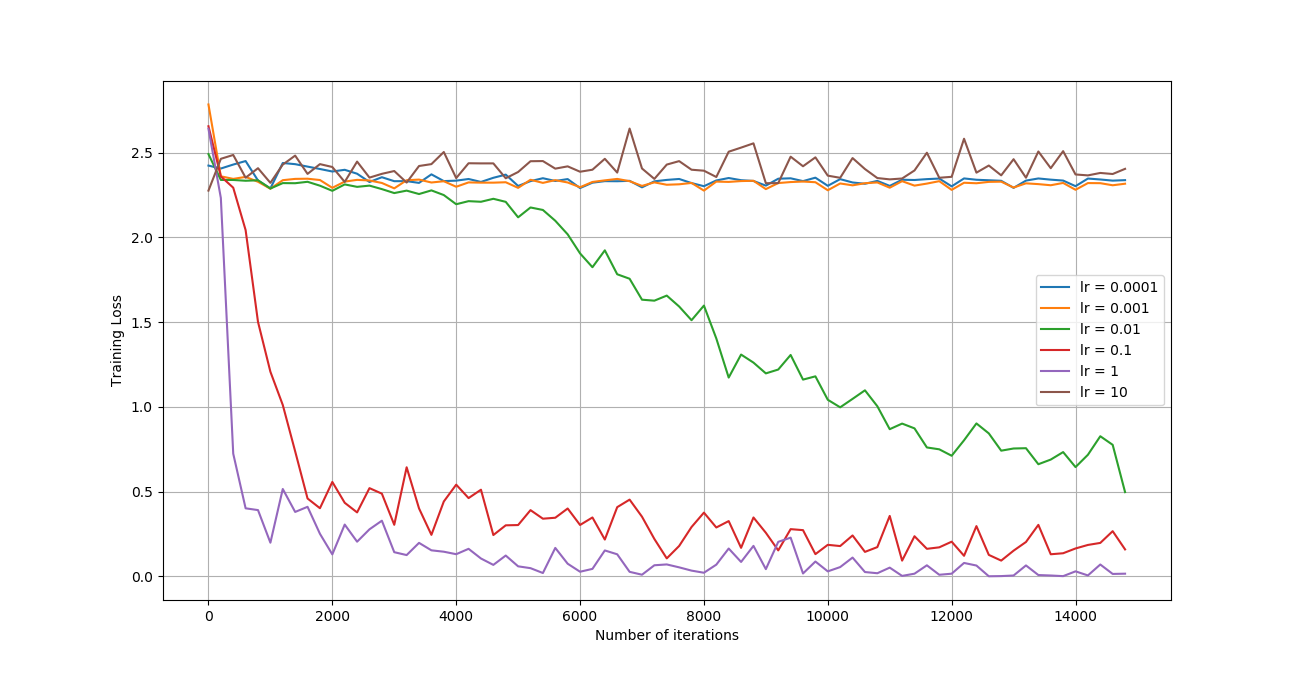 2.5
2.0
1.5
1.0
0.5
0.0
Training Loss
lr = 0.0001
lr = 0.001
lr = 0.01
lr = 0.1
lr = 1
lr = 10
0 2000 4000 6000 8000 10000 12000 14000
Number of iterations